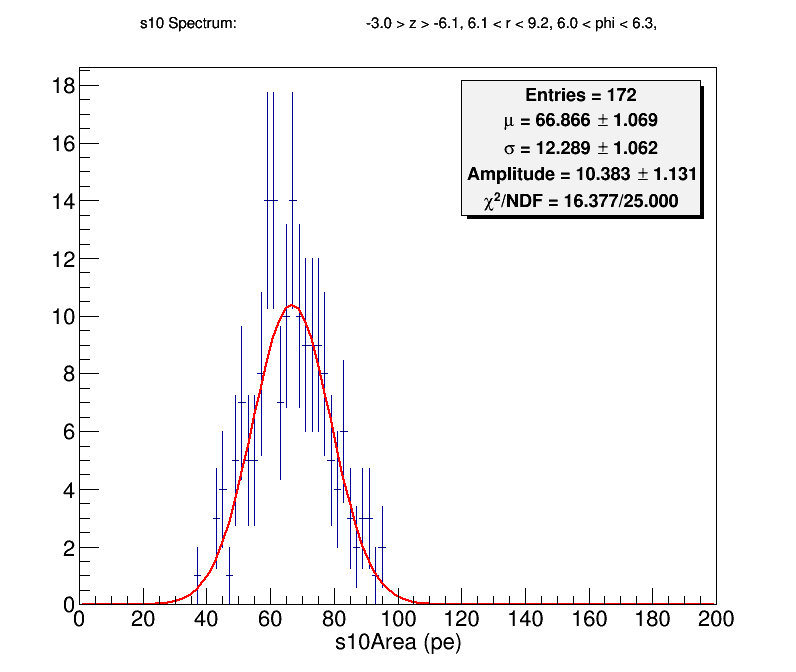 s10 Spectrum: -3.0 > z > -6.1, 6.1 < r < 9.2, 6.0 < phi < 6.3,
Entries = 172
μ = 66.866 ± 1.069
σ = 12.289 ± 1.062
Amplitude = 10.383 ± 1.131
χ²/NDF = 16.377/25.000
18
16
14
12
10
8
6
4
2
0
0 20 40 60 80 100 120 140 160 180 200
s10Area (pe)